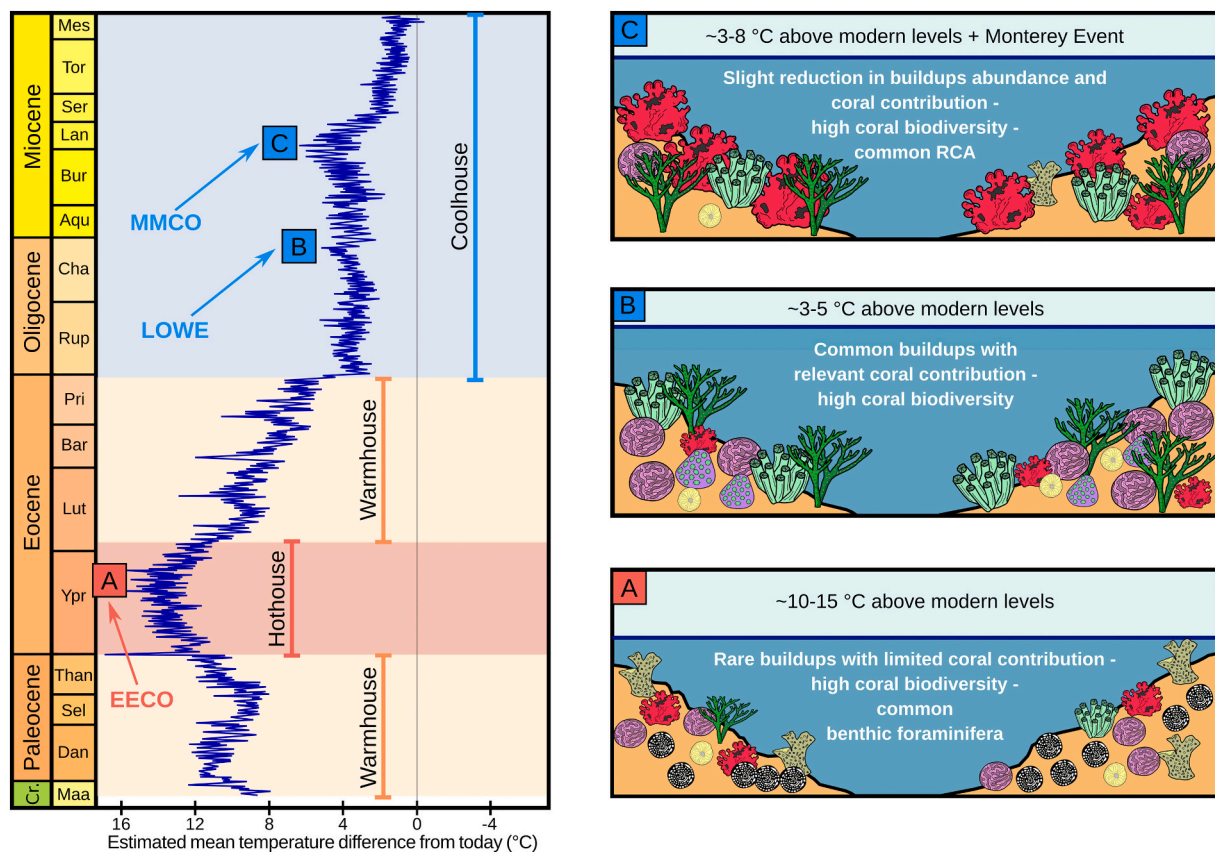 Miocene
Oligocene
Eocene
Paleocene
Cr.
Mes
Tor
Ser
Lan
Bur
Aqu
Cha
Rup
Pri
Bar
Lut
Ypr
Than
Sel
Dan
Maa
C
MMCO
B
LOWE
A
EECO
Coolhouse
Warmhouse
Hothouse
Warmhouse
16 12 8 4 0 -4
Estimated mean temperature difference from today (°C)
C
~3-8 °C above modern levels + Monterey Event
Slight reduction in buildups abundance and
coral contribution -
high coral biodiversity -
common RCA
B
~3-5 °C above modern levels
Common buildups with
relevant coral contribution -
high coral biodiversity
A
~10-15 °C above modern levels
Rare buildups with limited coral contribution -
high coral biodiversity -
common
benthic foraminifera